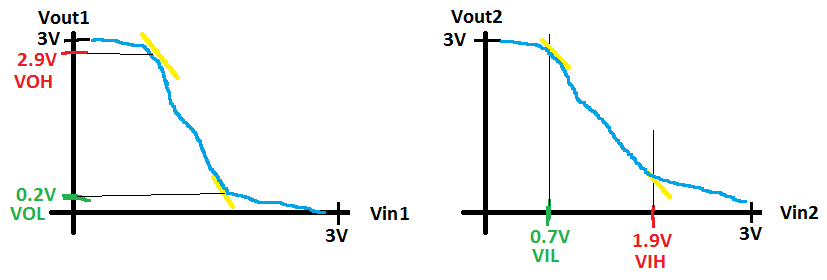 Vout1
3V
2.9V
VOH
0.2V
VOL
Vin1
3V
Vout2
3V
Vin2
0.7V
VIL
1.9V
VIH
3V